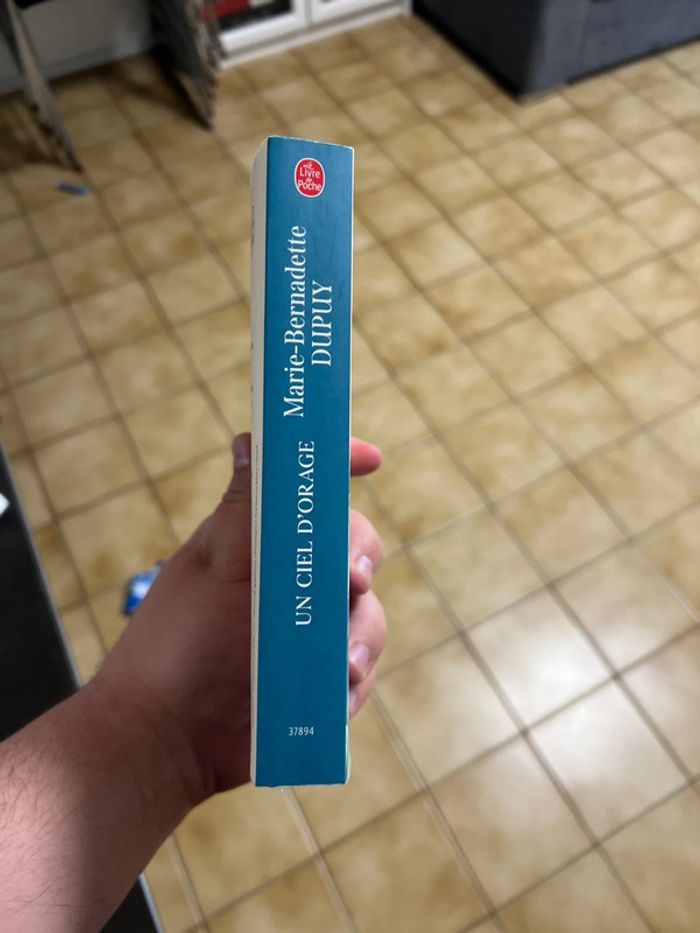 Le
Livre
de
Poche
Marie-Bernadette
DUPUY
UN CIEL D'ORAGE
37894